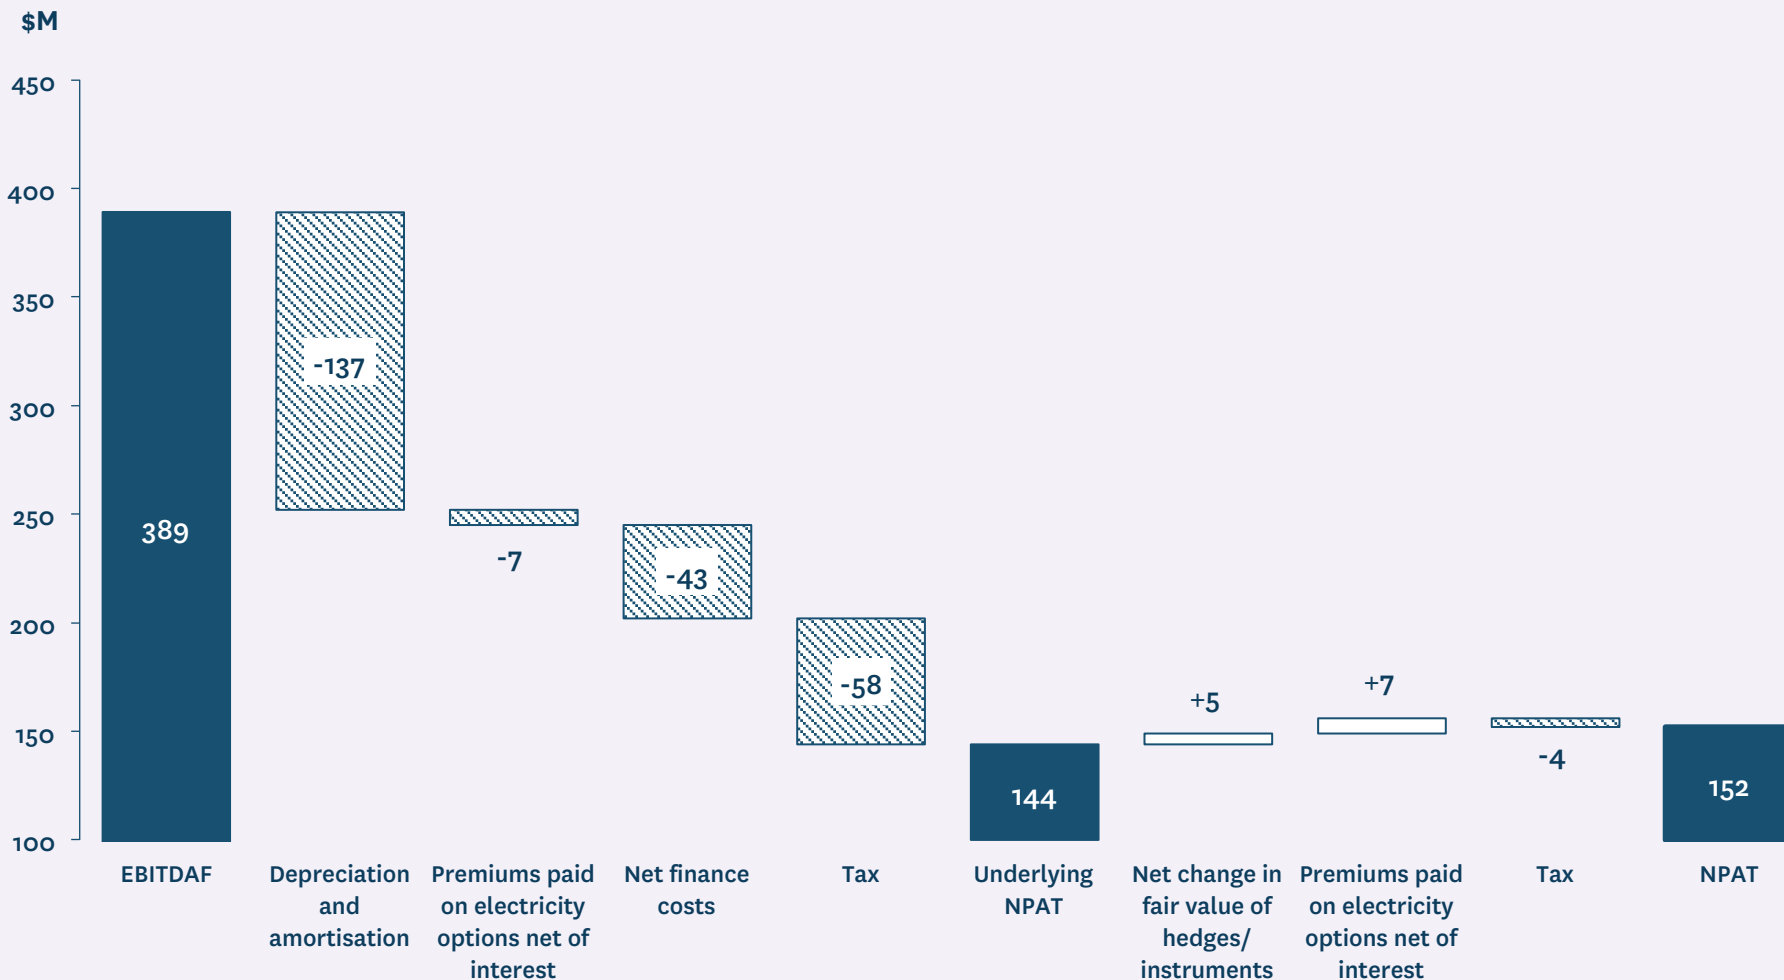 $M
450
400
350
300
250
200
150
100
389
-137
-7
-43
-58
144
+5
+7
-4
152
EBITDAF
Depreciation
and
amortisation
Premiums paid
on electricity
options net of
interest
Net finance
costs
Tax
Underlying
NPAT
Net change in
fair value of
hedges/
instruments
Premiums paid
on electricity
options net of
interest
Tax
NPAT